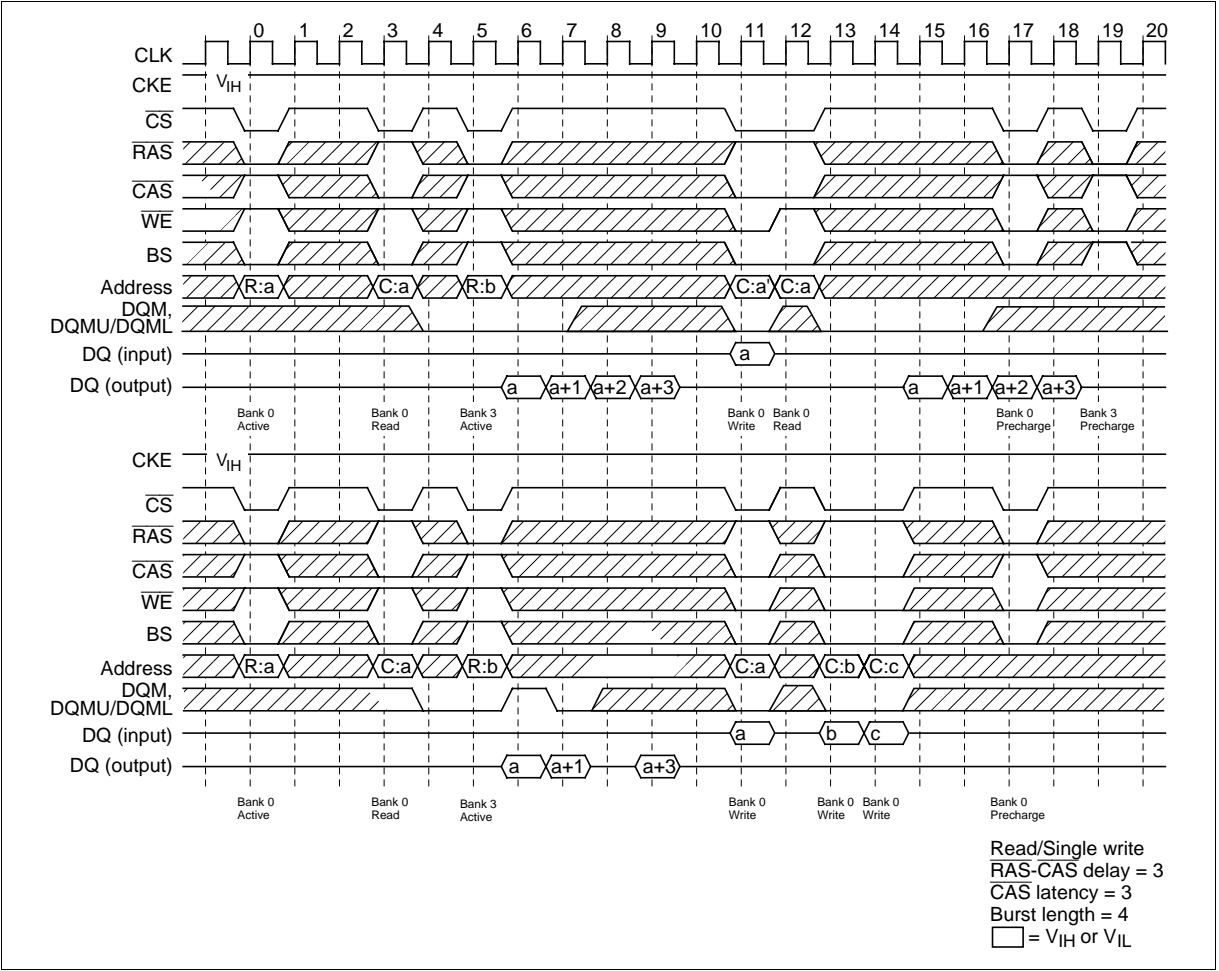 0 1 2 3 4 5 6 7 8 9 10 11 12 13 14 15 16 17 18 19 20
CLK
CKE VIH
CS
RAS
CAS
WE
BS
Address R:a C:a R:b C:a' C:a
DQM,
DQMU/DQML
DQ (input) a
DQ (output) a a+1 a+2 a+3 a a+1 a+2 a+3
Bank 0 Bank 0 Bank 3 Bank 0 Bank 0 Bank 0 Bank 3
Active Read Active Write Read Precharge Precharge
CKE VIH
CS
RAS
CAS
WE
BS
Address R:a C:a R:b C:a C:b C:c
DQM,
DQMU/DQML
DQ (input) a b c
DQ (output) a a+1 a+3
Bank 0 Bank 0 Bank 3 Bank 0 Bank 0 Bank 0 Bank 0
Active Read Active Write Write Write Precharge
Read/Single write
RAS-CAS delay = 3
CAS latency = 3
Burst length = 4
= VIH or VIL